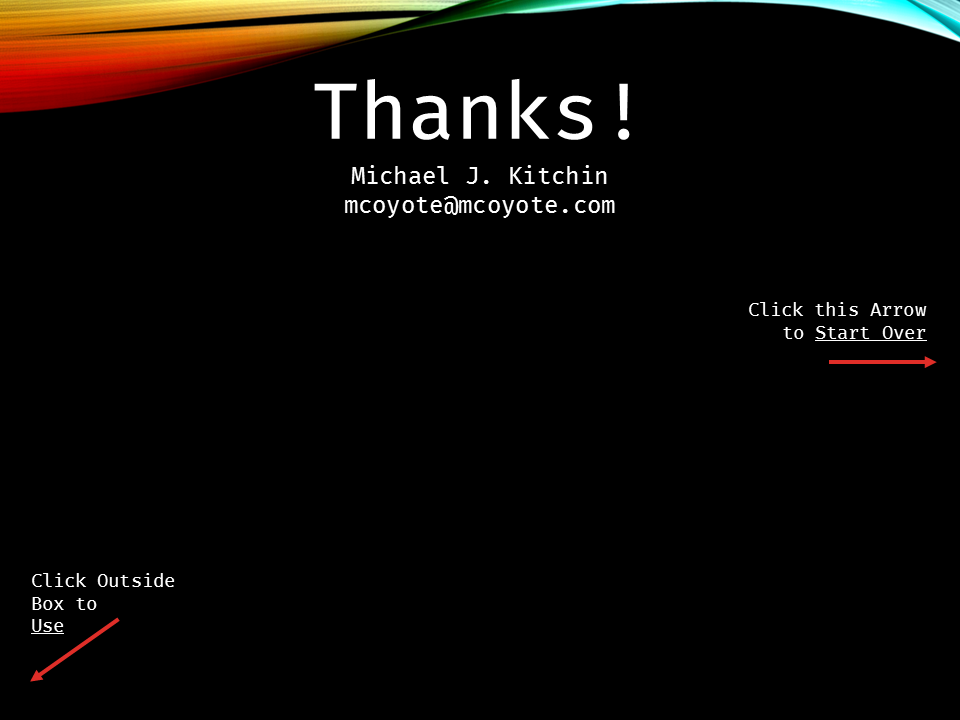 Thanks!
Michael J. Kitchin
mcoyote@mcoyote.com
Click this Arrow
to Start Over
Click Outside
Box to
Use